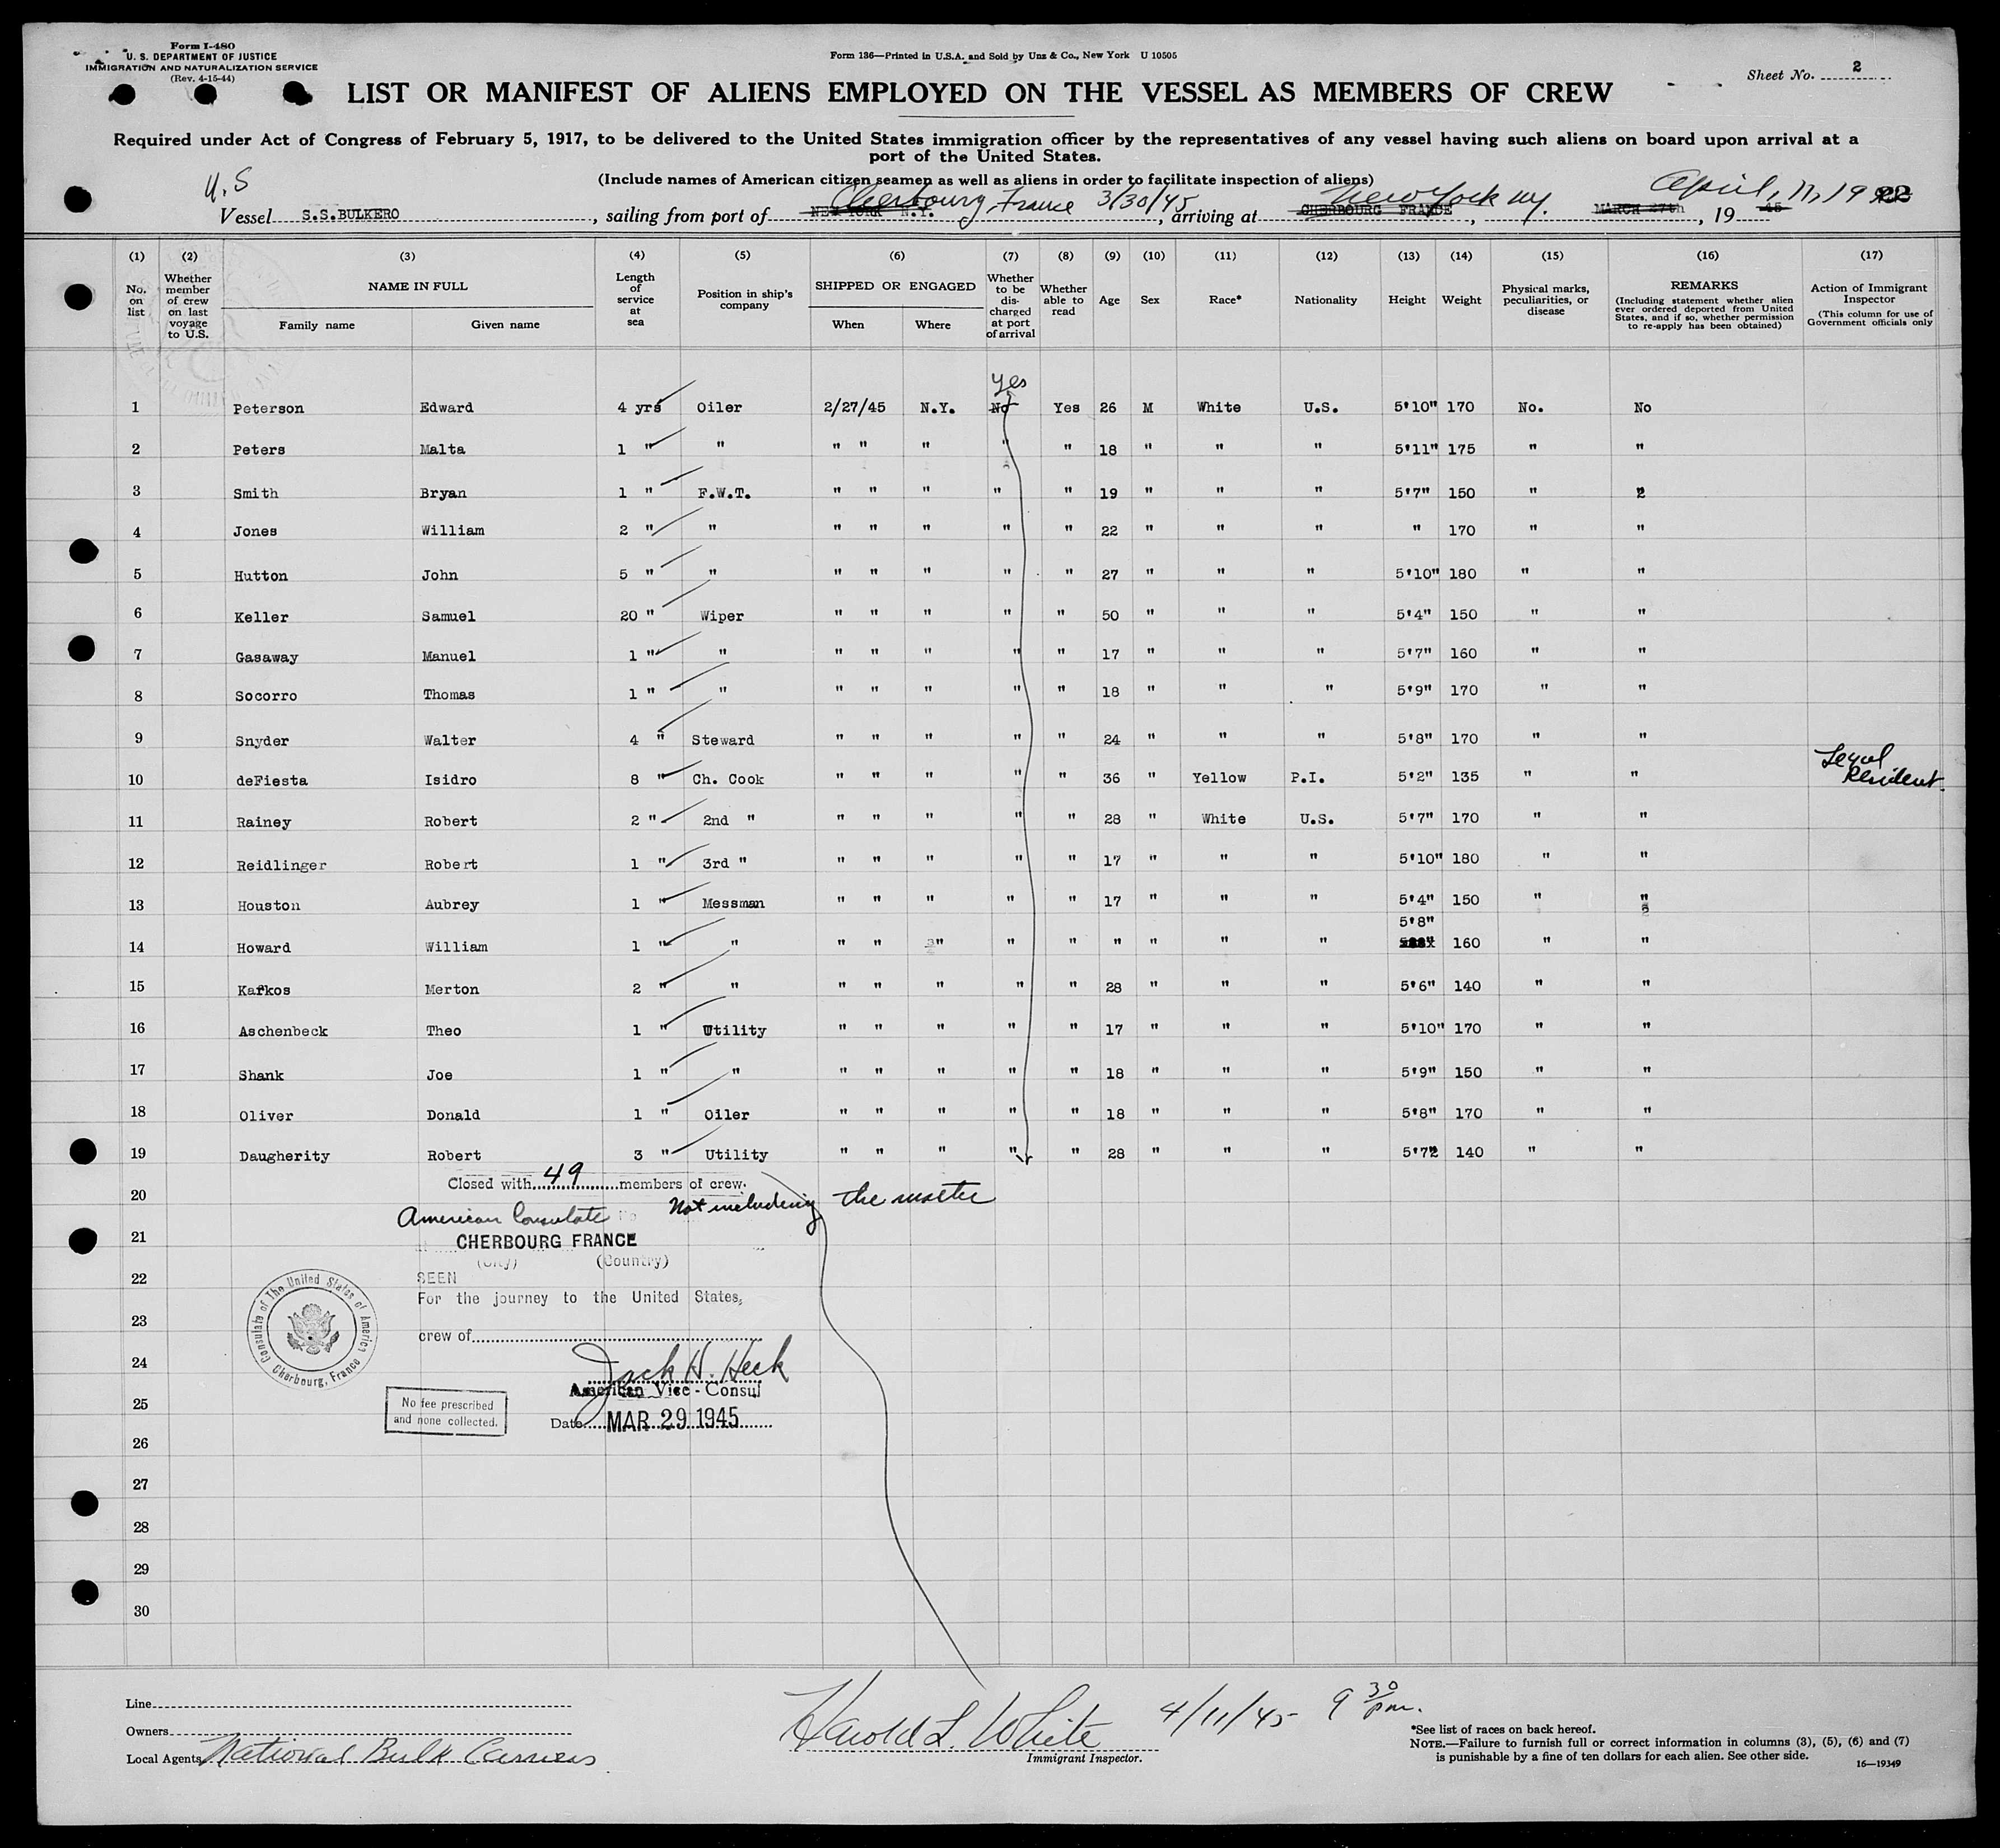 Form I-480
U. S. DEPARTMENT OF JUSTICE
IMMIGRATION AND NATURALIZATION SERVICE
(Rev. 4-15-44)
Form 136—Printed in U.S.A. and Sold by Unz & Co., New York U 10505
Sheet No. 2
LIST OR MANIFEST OF ALIENS EMPLOYED ON THE VESSEL AS MEMBERS OF CREW
Required under Act of Congress of February 5, 1917, to be delivered to the United States immigration officer by the representatives of any vessel having such aliens on board upon arrival at a
port of the United States.
(Include names of American citizen seamen as well as aliens in order to facilitate inspection of aliens)
U.S
Cherbourg, France 3/30/45 New York NY. April
Vessel S.S.BULKERO, sailing from port of NEW YORK N.Y., arriving at CHERBOURG FRANCE, MARCH 27th, 19 45
(1) (2) (3) (4) (5) (6) (7) (8) (9) (10) (11) (12) (13) (14) (15) (16) (17)
No. on list
Whether member of crew on last voyage to U.S.
NAME IN FULL
Family name Given name
Length of service at sea
Position in ship's company
SHIPPED OR ENGAGED
When Where
Whether to be discharged at port of arrival
Whether able to read
Age
Sex
Race*
Nationality
Height
Weight
Physical marks, peculiarities, or disease
REMARKS
(Including statement whether alien ever ordered deported from United States, and if so, whether permission to re-apply has been obtained)
Action of Immigrant Inspector
(This column for use of Government officials only
yes
1 Peterson Edward 4 yrs Oiler 2/27/45 N.Y. No Yes 26 M White U.S. 5'10" 170 No. No
2 Peters Malta 1 " " " " " " " 18 " " " 5'11" 175 " "
3 Smith Bryan 1 " F.W.T. " " " " " 19 " " " 5'7" 150 " 2
4 Jones William 2 " " " " " " " 22 " " " " 170 " "
5 Hutton John 5 " " " " " " " 27 " " " 5'10" 180 " "
6 Keller Samuel 20 " Wiper " " " " " 50 " " " 5'4" 150 " "
7 Gasaway Manuel 1 " " " " " " " 17 " " " 5'7" 160 " "
8 Socorro Thomas 1 " " " " " " " 18 " " " 5'9" 170 " "
9 Snyder Walter 4 " Steward " " " " " 24 " " " 5'8" 170 " "
10 deFiesta Isidro 8 " Ch. Cook " " " " " 36 " Yellow P.I. 5'2" 135 " " Legal Resident.
11 Rainey Robert 2 " 2nd " " " " " " 28 " White U.S. 5'7" 170 " "
12 Reidlinger Robert 1 " 3rd " " " " " " 17 " " " 5'10" 180 " "
13 Houston Aubrey 1 " Messman " " " " " 17 " " " 5'4" 150 " "
5'8"
14 Howard William 1 " " " " " " " " " " " 160 " "
15 Kafkos Merton 2 " " " " " " " 28 " " " 5'6" 140 " "
16 Aschenbeck Theo 1 " Utility " " " " " 17 " " " 5'10" 170 " "
17 Shank Joe 1 " " " " " " " 18 " " " 5'9" 150 " "
18 Oliver Donald 1 " Oiler " " " " " 18 " " " 5'8" 170 " "
19 Daugherity Robert 3 " Utility " " " " " 28 " " " 5'72 140 " "
Closed with 49 members of crew.
20 Not including the master
American Consulate
21 CHERBOURG FRANCE
(City) (Country)
22 SEEN
For the journey to the United States,
23
crew of
24 Jack H. Heck
American Vice-Consul
25
Date MAR 29 1945
Consulate of The United States of America
Cherbourg, France
No fee prescribed
and none collected.
26
27
28
29
30
Line
Owners
Local Agents National Bulk Carriers
Harold L. White 4/11/45 9 30 pm.
Immigrant Inspector.
*See list of races on back hereof.
NOTE.—Failure to furnish full or correct information in columns (3), (5), (6) and (7)
is punishable by a fine of ten dollars for each alien. See other side.
16—19349